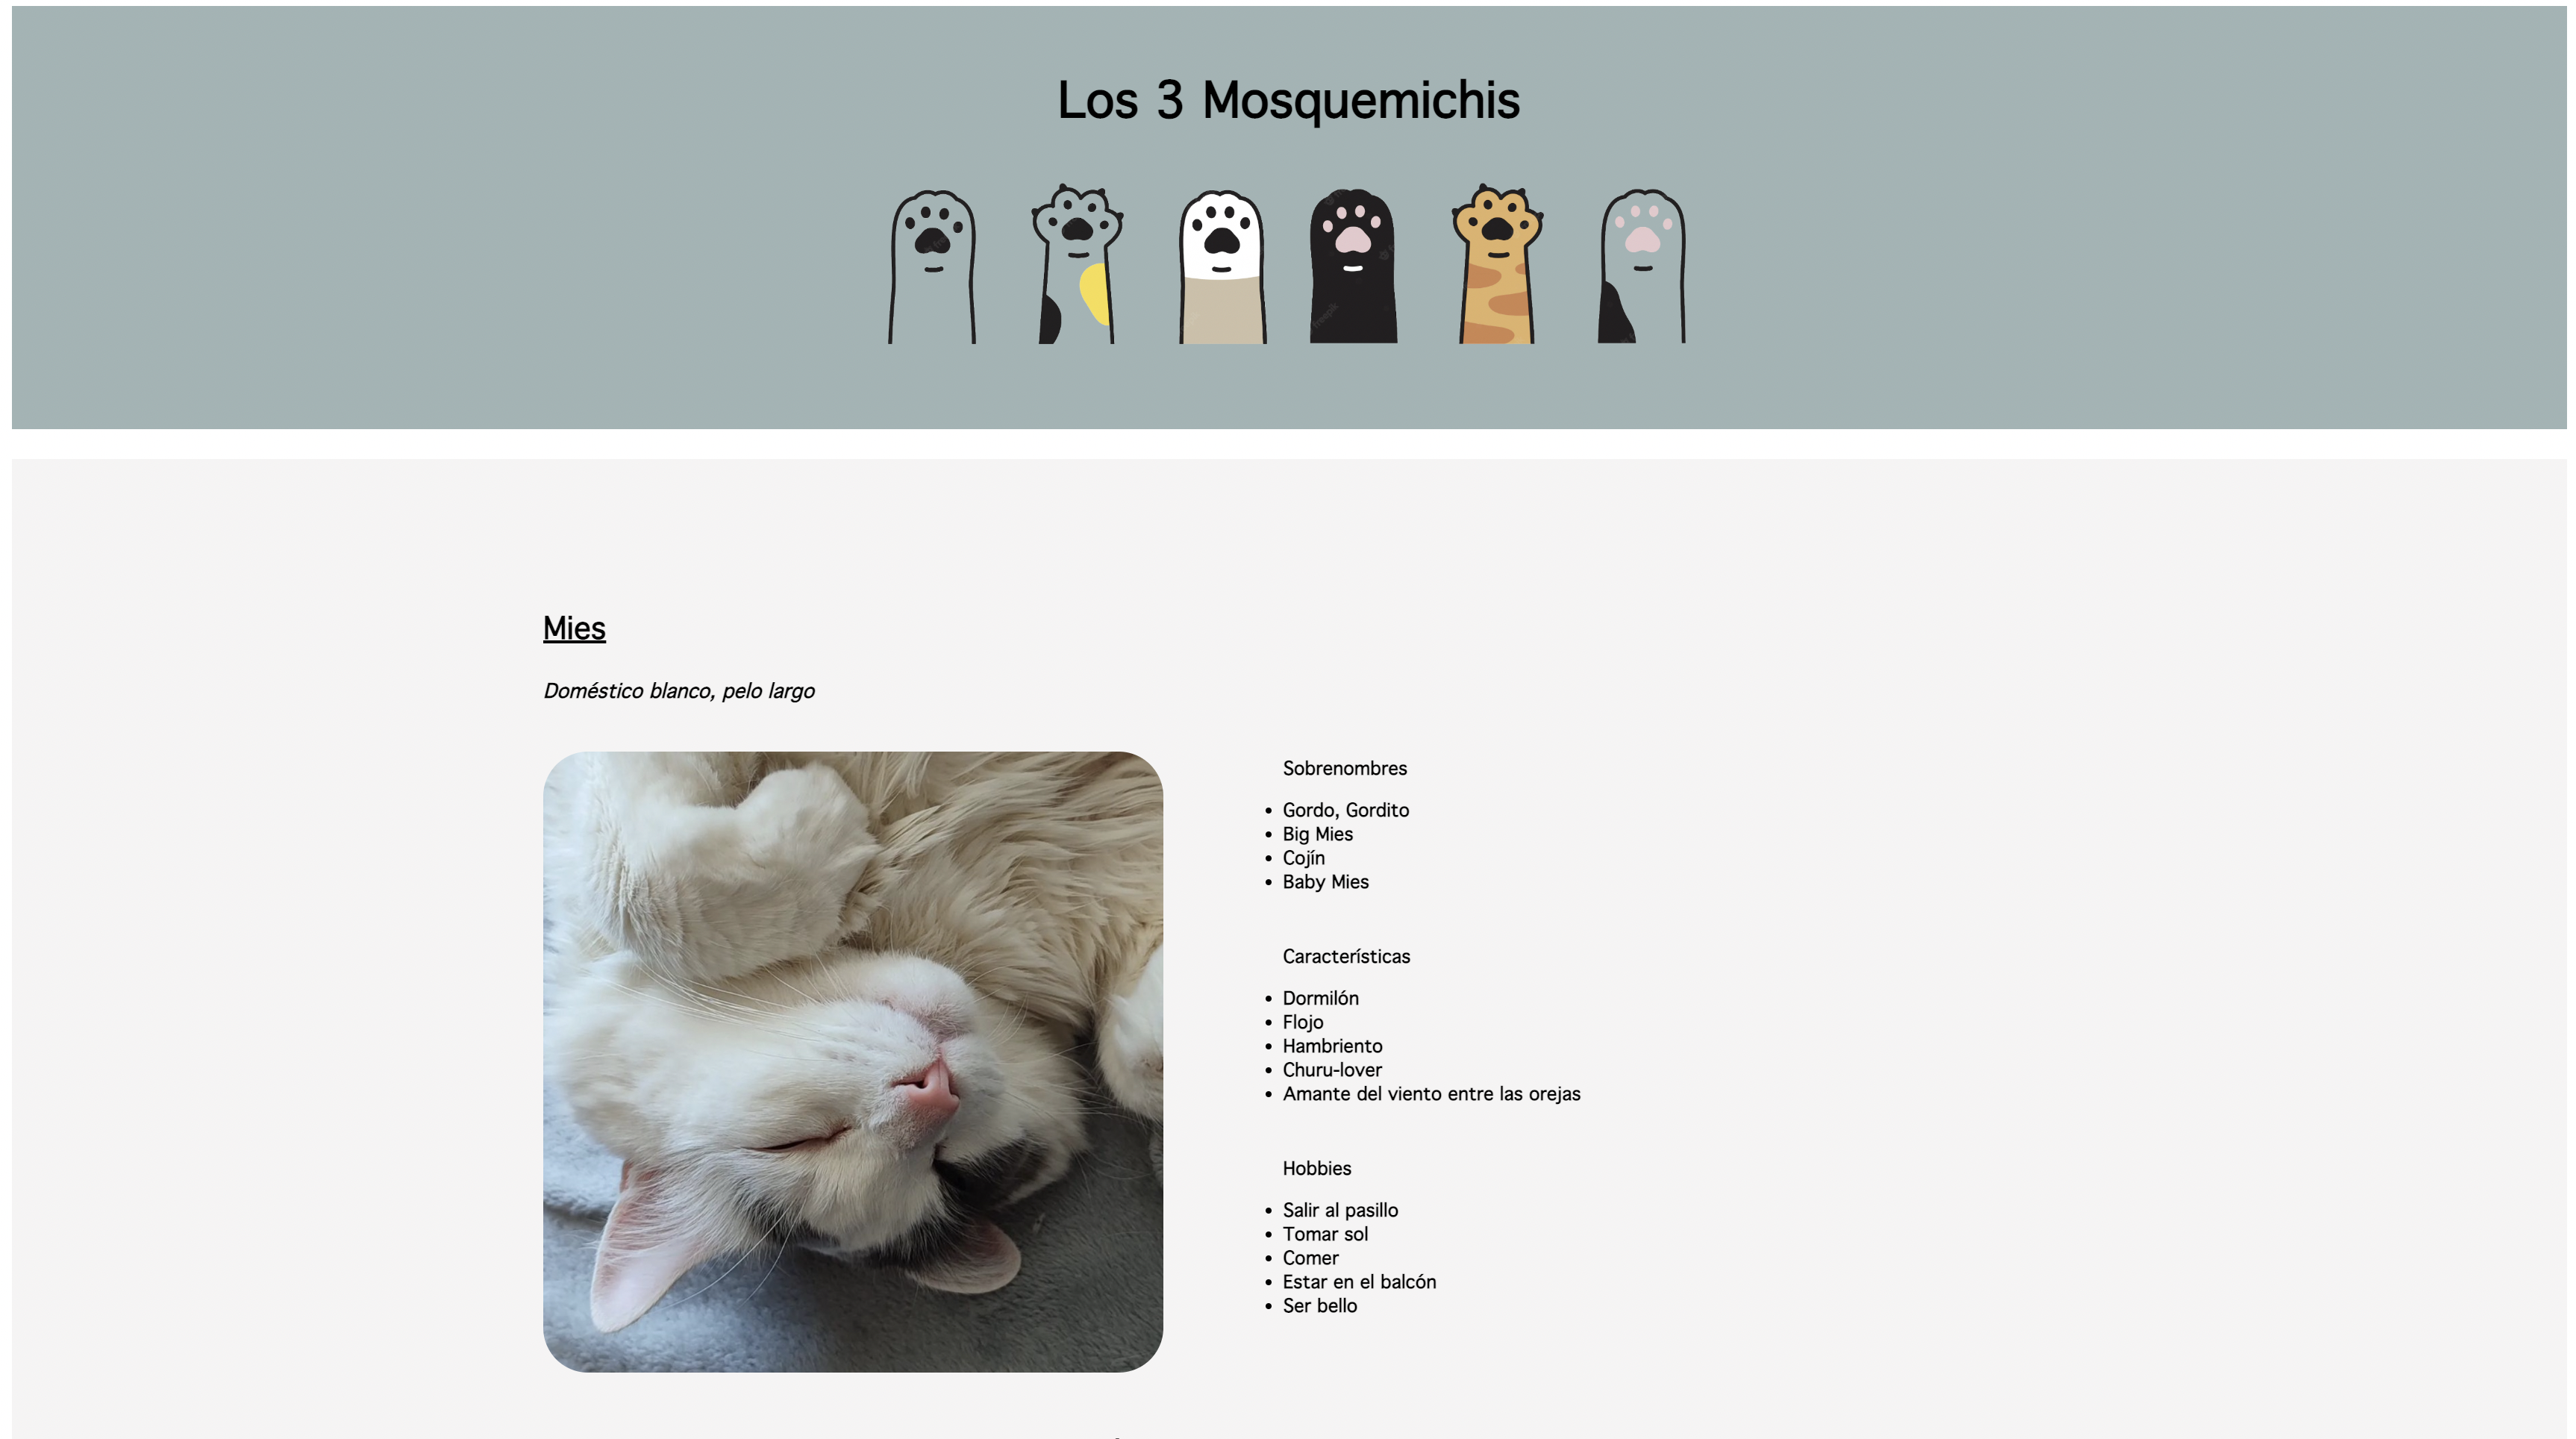 Los 3 Mosquemichis
Mies
Doméstico blanco, pelo largo
Sobrenombres
Gordo, Gordito
Big Mies
Cojín
Baby Mies
Características
Dormilón
Flojo
Hambriento
Churu-lover
Amante del viento entre las orejas
Hobbies
Salir al pasillo
Tomar sol
Comer
Estar en el balcón
Ser bello